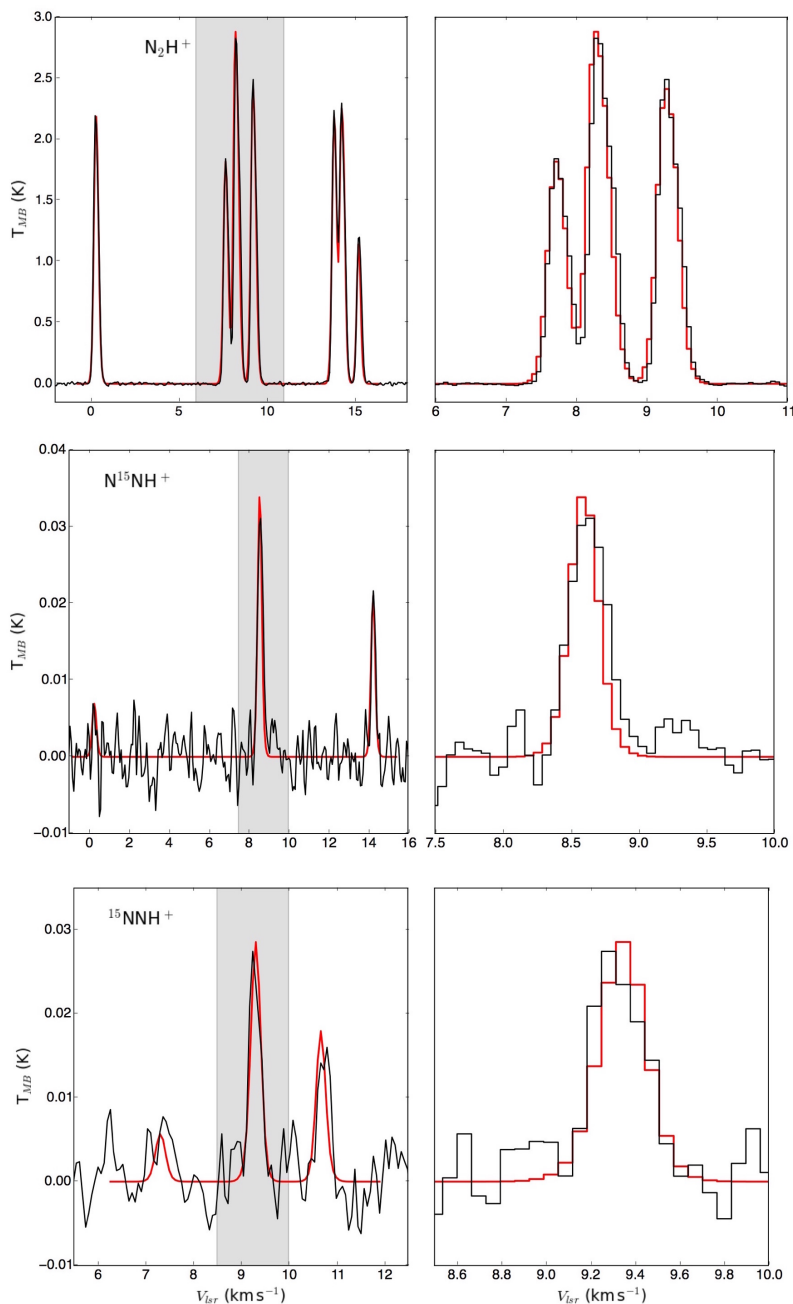 3.0
N₂H⁺
2.5
2.0
T_MB (K)
1.5
1.0
0.5
0.0
0 5 10 15
6 7 8 9 10 11
0.04
N¹⁵NH⁺
0.03
0.02
T_MB (K)
0.01
0.00
−0.01
0 2 4 6 8 10 12 14 16
7.5 8.0 8.5 9.0 9.5 10.0
¹⁵NNH⁺
0.03
0.02
T_MB (K)
0.01
0.00
−0.01
6 7 8 9 10 11 12
8.6 8.8 9.0 9.2 9.4 9.6 9.8 10.0
V_lsr (km s⁻¹) V_lsr (km s⁻¹)